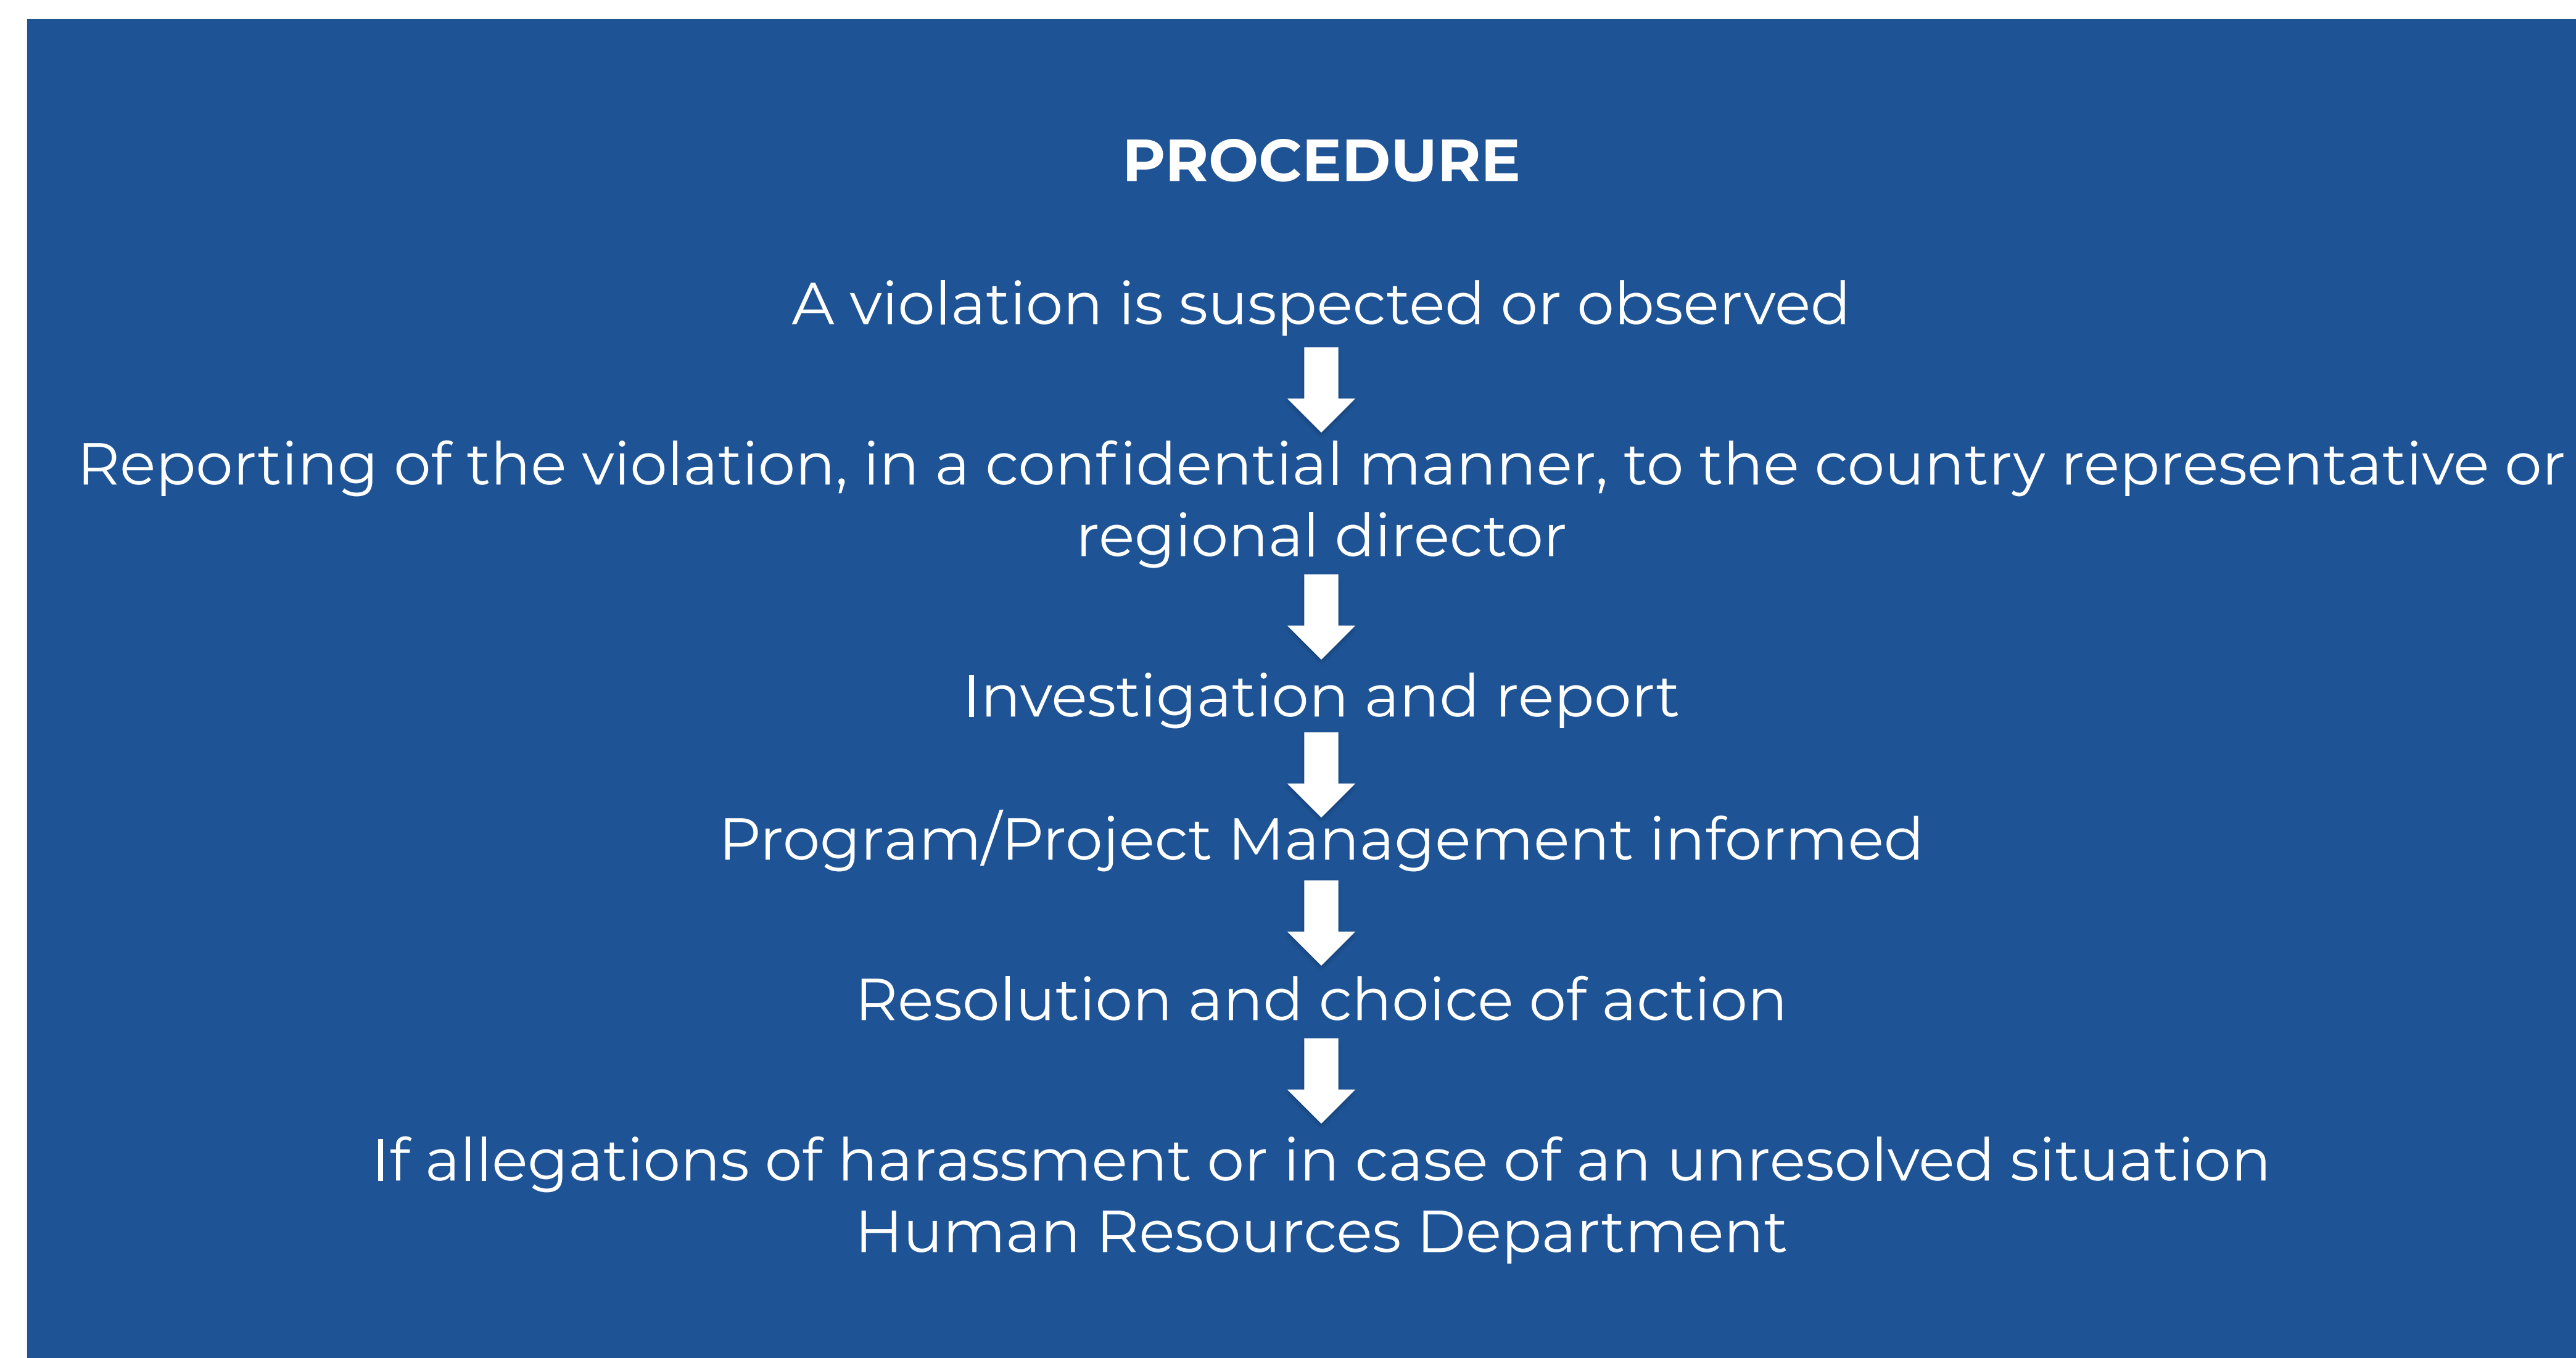 PROCEDURE
A violation is suspected or observed
Reporting of the violation, in a confidential manner, to the country representative or
regional director
Investigation and report
Program/Project Management informed
Resolution and choice of action
If allegations of harassment or in case of an unresolved situation
Human Resources Department